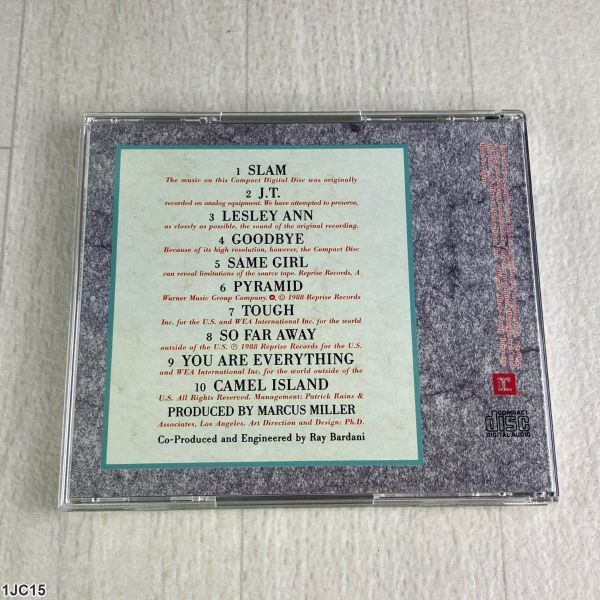 1 SLAM
The music on this Compact Digital Disc was originally
2 J.T.
recorded on analog equipment. We have attempted to preserve,
3 LESLEY ANN
as closely as possible, the sound of the original recording.
4 GOODBYE
Because of its high resolution, however, the Compact Disc
5 SAME GIRL
can reveal limitations of the source tape. Reprise Records, A
6 PYRAMID
Warner Music Group Company. © 1988 Reprise Records
7 TOUGH
Inc. for the U.S. and WEA International Inc. for the world
8 SO FAR AWAY
outside of the U.S. ℗ 1988 Reprise Records for the U.S.
9 YOU ARE EVERYTHING
and WEA International Inc. for the world outside of the
10 CAMEL ISLAND
U.S. All Rights Reserved. Management: Patrick Rains &
PRODUCED BY MARCUS MILLER
Associates, Los Angeles. Art Direction and Design: Ph.D.
Co-Produced and Engineered by Ray Bardani
COMPACT
disc
DIGITAL AUDIO
1JC15